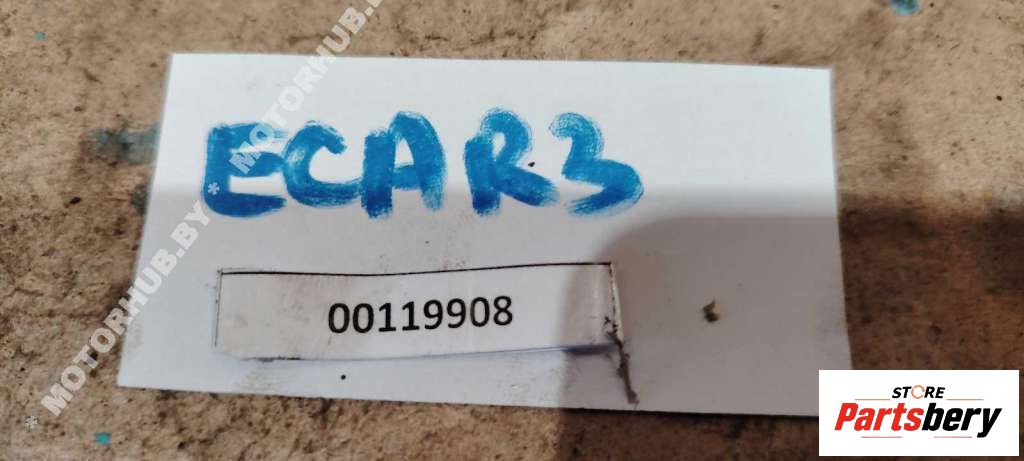 ECAR3
00119908
* MOTORHUB.BY * MOTORHUB.BY
STORE
Partsbery